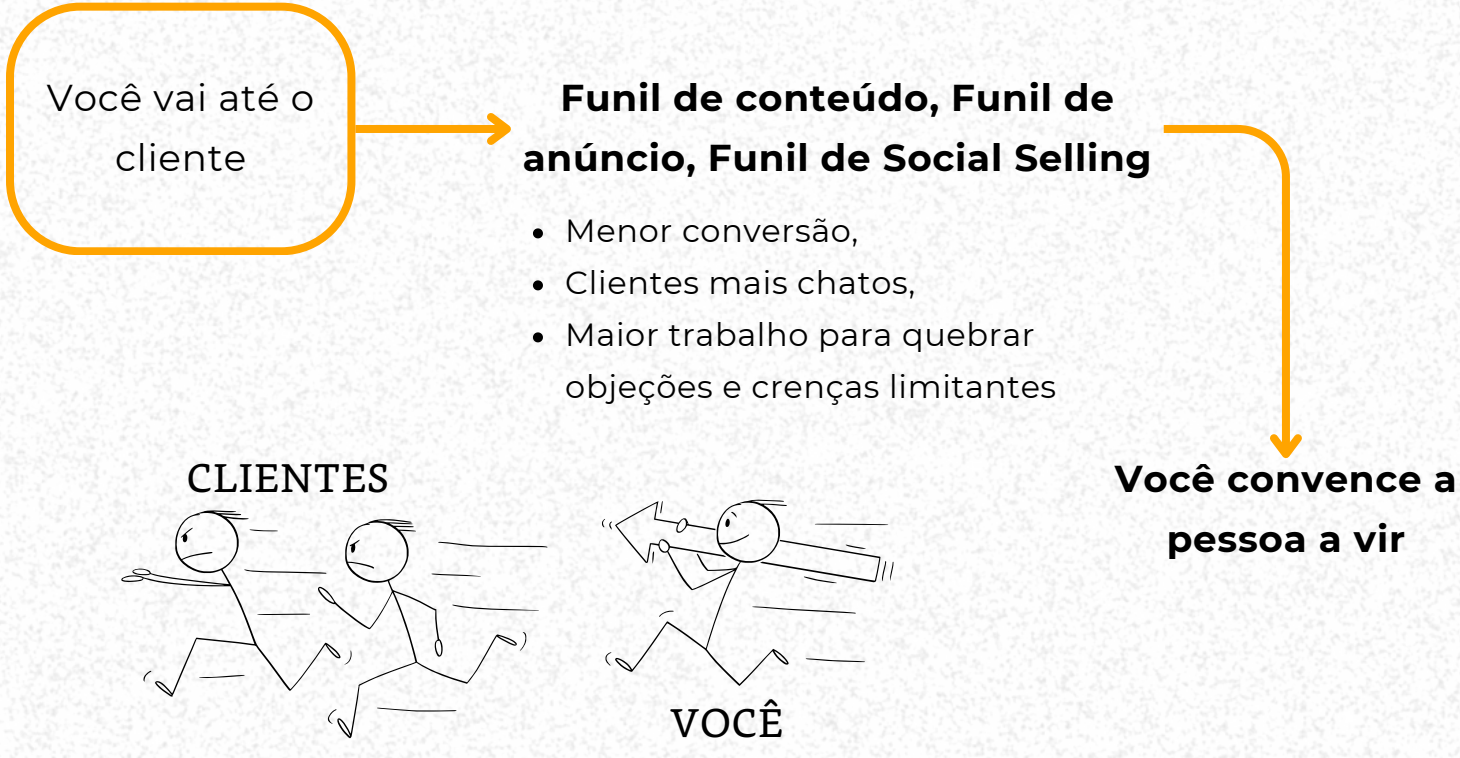 Você vai até o
cliente
Funil de conteúdo, Funil de
anúncio, Funil de Social Selling
• Menor conversão,
• Clientes mais chatos,
• Maior trabalho para quebrar
objeções e crenças limitantes
CLIENTES
Você convence a
pessoa a vir
VOCÊ